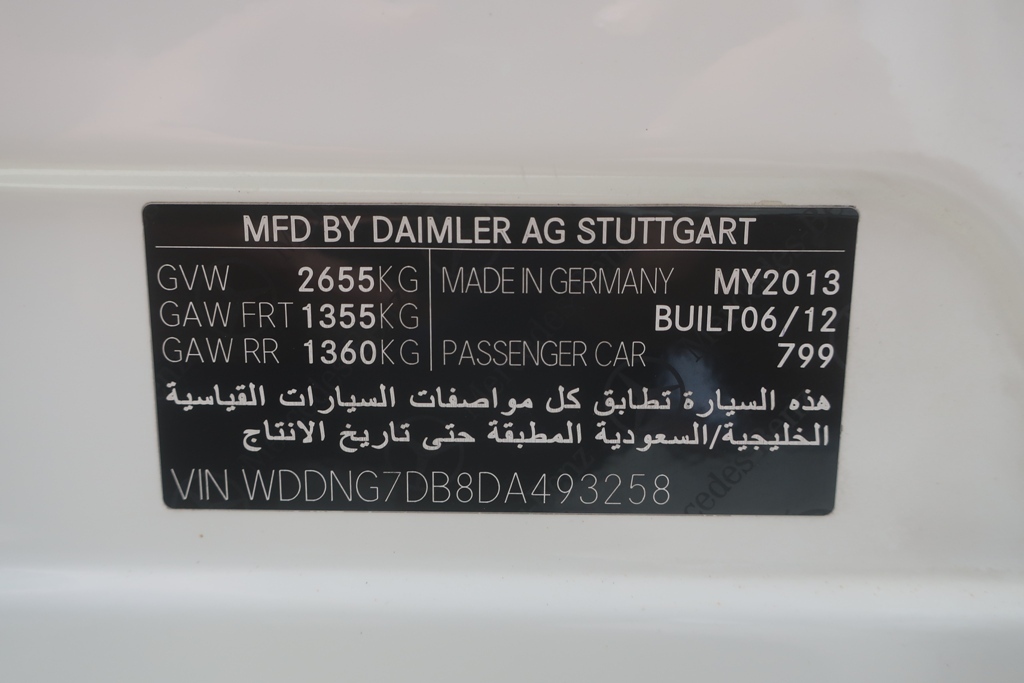 MFD BY DAIMLER AG STUTTGART
GVW 2655KG MADE IN GERMANY MY2013
GAW FRT 1355KG BUILT06/12
GAW RR 1360KG PASSENGER CAR 799
هذه السيارة تطابق كل مواصفات السيارات القياسية
الخليجية/السعودية المطبقة حتى تاريخ الانتاج
VIN WDDNG7DB8DA493258